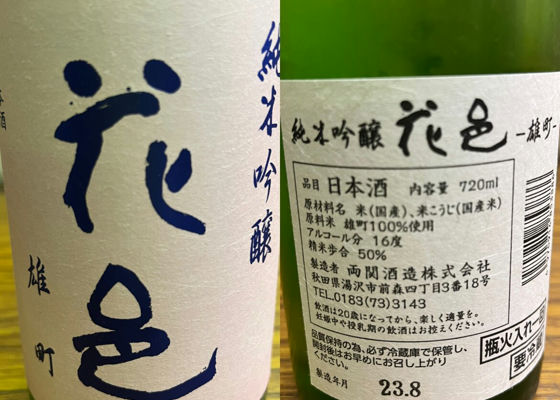 純米吟醸
花邑
雄町
本酒
純米吟醸 花邑 -雄町-
品目 日本酒 内容量 720ml
原材料名 米(国産)、米こうじ(国産米)
原料米 雄町100%使用
アルコール分 16度
精米歩合 50%
製造者 両関酒造株式会社
秋田県湯沢市前森四丁目3番18号
TEL.0183(73)3143
飲酒は20歳になってから、楽しく適量を。
妊娠中や授乳期の飲酒はお控えください。
品質保持の為、必ず冷蔵庫で保管し、
開封後はお早めにお召し上がり
ください。
製造年月 23.8
瓶火入れ一回
要冷蔵